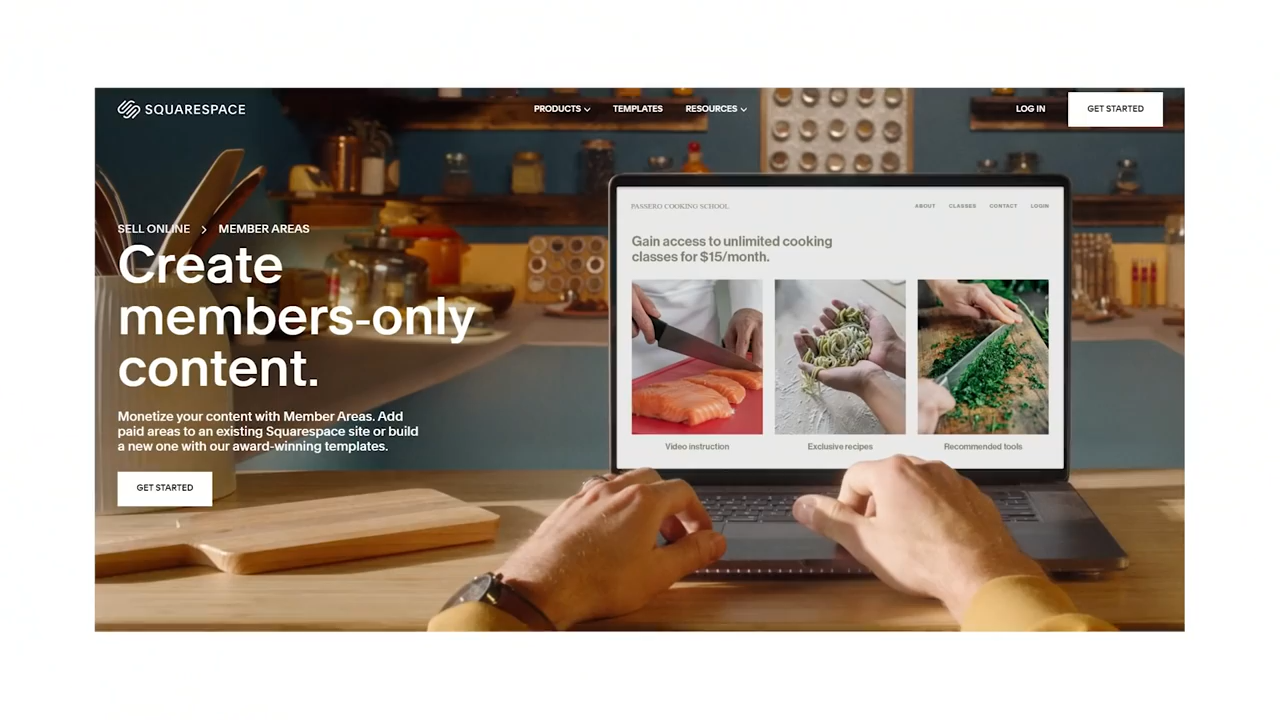 SQUARESPACE
PRODUCTS
TEMPLATES
RESOURCES
LOG IN
GET STARTED
SELL ONLINE > MEMBER AREAS
Create
members-only
content.
Monetize your content with Member Areas. Add
paid areas to an existing Squarespace site or build
a new one with our award-winning templates.
GET STARTED
PASSERO COOKING SCHOOL
ABOUT
CLASSES
CONTACT
LOGIN
Gain access to unlimited cooking
classes for $15/month.
Video instruction
Exclusive recipes
Recommended tools